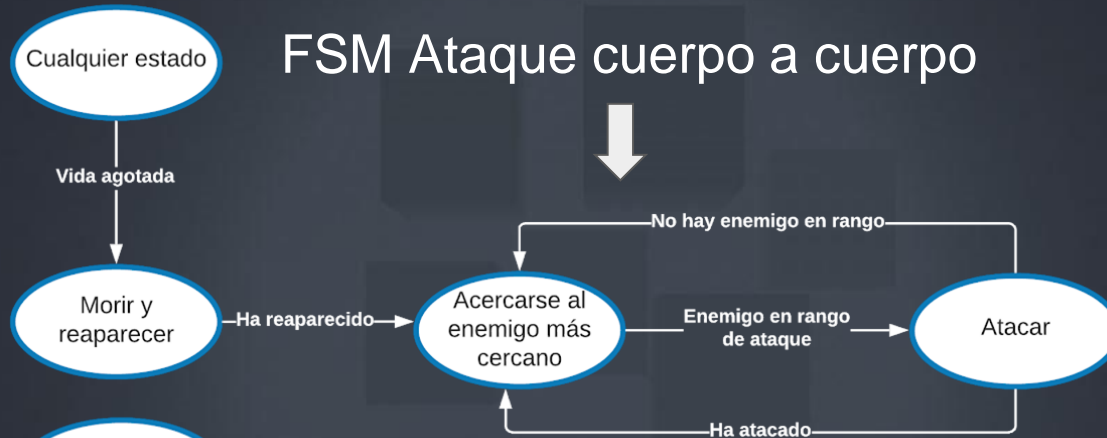 FSM Ataque cuerpo a cuerpo
Cualquier estado
Vida agotada
No hay enemigo en rango
Morir y
reaparecer
Ha reaparecido
Acercarse al
enemigo más
cercano
Enemigo en rango
de ataque
Atacar
Ha atacado